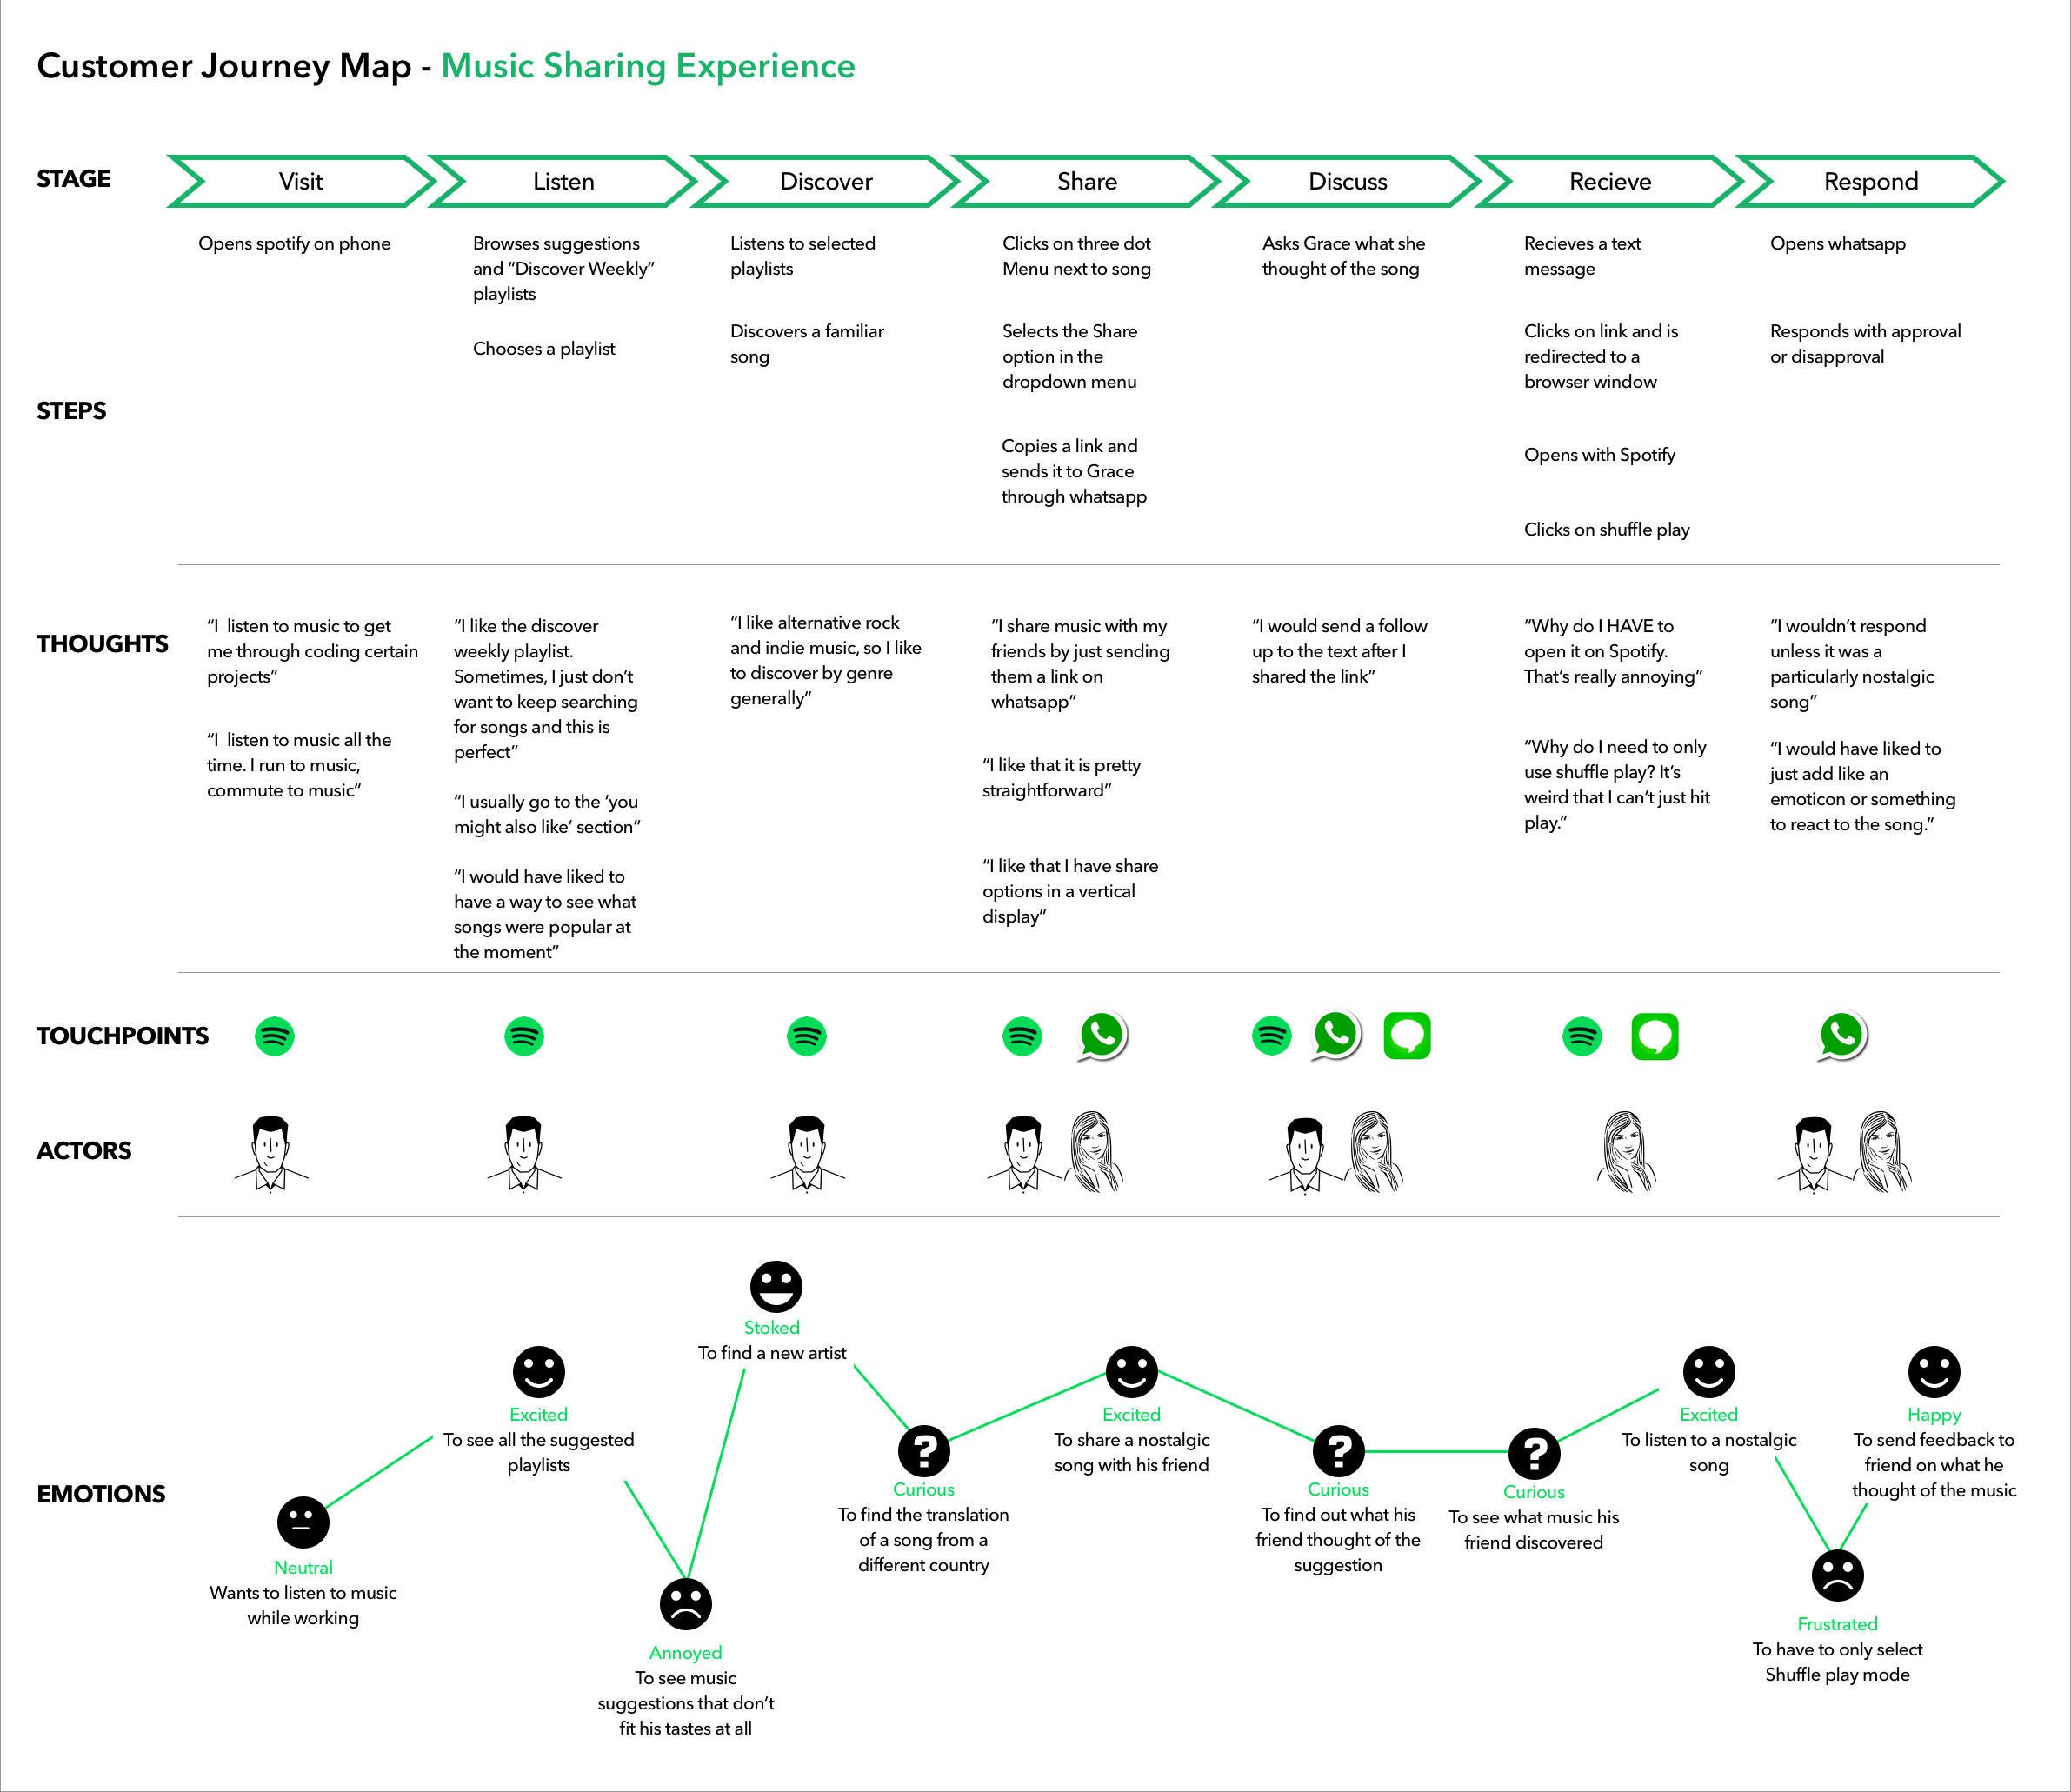 Customer Journey Map - Music Sharing Experience
STAGE
Visit
Listen
Discover
Share
Discuss
Recieve
Respond
STEPS
Opens spotify on phone
Browses suggestions
and “Discover Weekly”
playlists
Chooses a playlist
Listens to selected
playlists
Discovers a familiar
song
Clicks on three dot
Menu next to song
Selects the Share
option in the
dropdown menu
Copies a link and
sends it to Grace
through whatsapp
Asks Grace what she
thought of the song
Recieves a text
message
Clicks on link and is
redirected to a
browser window
Opens with Spotify
Clicks on shuffle play
Opens whatsapp
Responds with approval
or disapproval
THOUGHTS
“I  listen to music to get
me through coding certain
projects”
“I  listen to music all the
time. I run to music,
commute to music”
“I like the discover
weekly playlist.
Sometimes, I just don’t
want to keep searching
for songs and this is
perfect”
“I usually go to the ‘you
might also like’ section”
“I would have liked to
have a way to see what
songs were popular at
the moment”
“I like alternative rock
and indie music, so I like
to discover by genre
generally”
“I share music with my
friends by just sending
them a link on
whatsapp”
“I like that it is pretty
straightforward”
“I like that I have share
options in a vertical
display”
“I would send a follow
up to the text after I
shared the link”
“Why do I HAVE to
open it on Spotify.
That’s really annoying”
“Why do I need to only
use shuffle play? It’s
weird that I can’t just hit
play.”
“I wouldn’t respond
unless it was a
particularly nostalgic
song”
“I would have liked to
just add like an
emoticon or something
to react to the song.”
TOUCHPOINTS
ACTORS
EMOTIONS
Neutral
Wants to listen to music
while working
Excited
To see all the suggested
playlists
Annoyed
To see music
suggestions that don’t
fit his tastes at all
Stoked
To find a new artist
?
Curious
To find the translation
of a song from a
different country
Excited
To share a nostalgic
song with his friend
?
Curious
To find out what his
friend thought of the
suggestion
?
Curious
To see what music his
friend discovered
Excited
To listen to a nostalgic
song
Frustrated
To have to only select
Shuffle play mode
Happy
To send feedback to
friend on what he
thought of the music